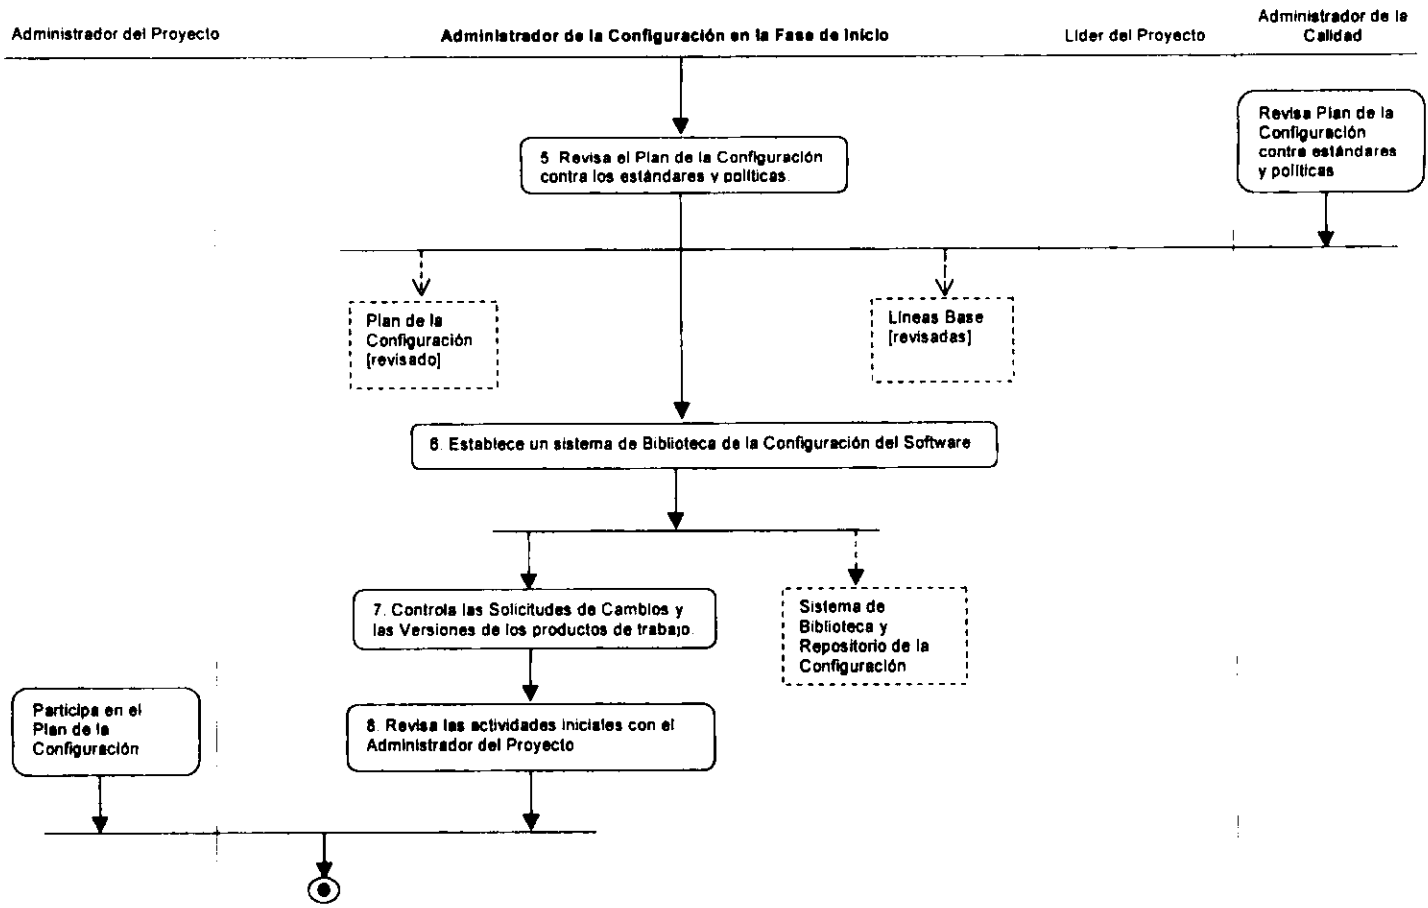 Administrador del Proyecto
Administrador de la Configuración en la Fase de Inicio
Líder del Proyecto
Administrador de la
Calidad
Revisa Plan de la
Configuración
contra estándares
y políticas
5. Revisa el Plan de la Configuración
contra los estándares y políticas.
Plan de la
Configuración
[revisado]
Líneas Base
[revisadas]
6. Establece un sistema de Biblioteca de la Configuración del Software
7. Controla las Solicitudes de Cambios y
las Versiones de los productos de trabajo.
Sistema de
Biblioteca y
Repositorio de la
Configuración
Participa en el
Plan de la
Configuración
8. Revisa las actividades iniciales con el
Administrador del Proyecto